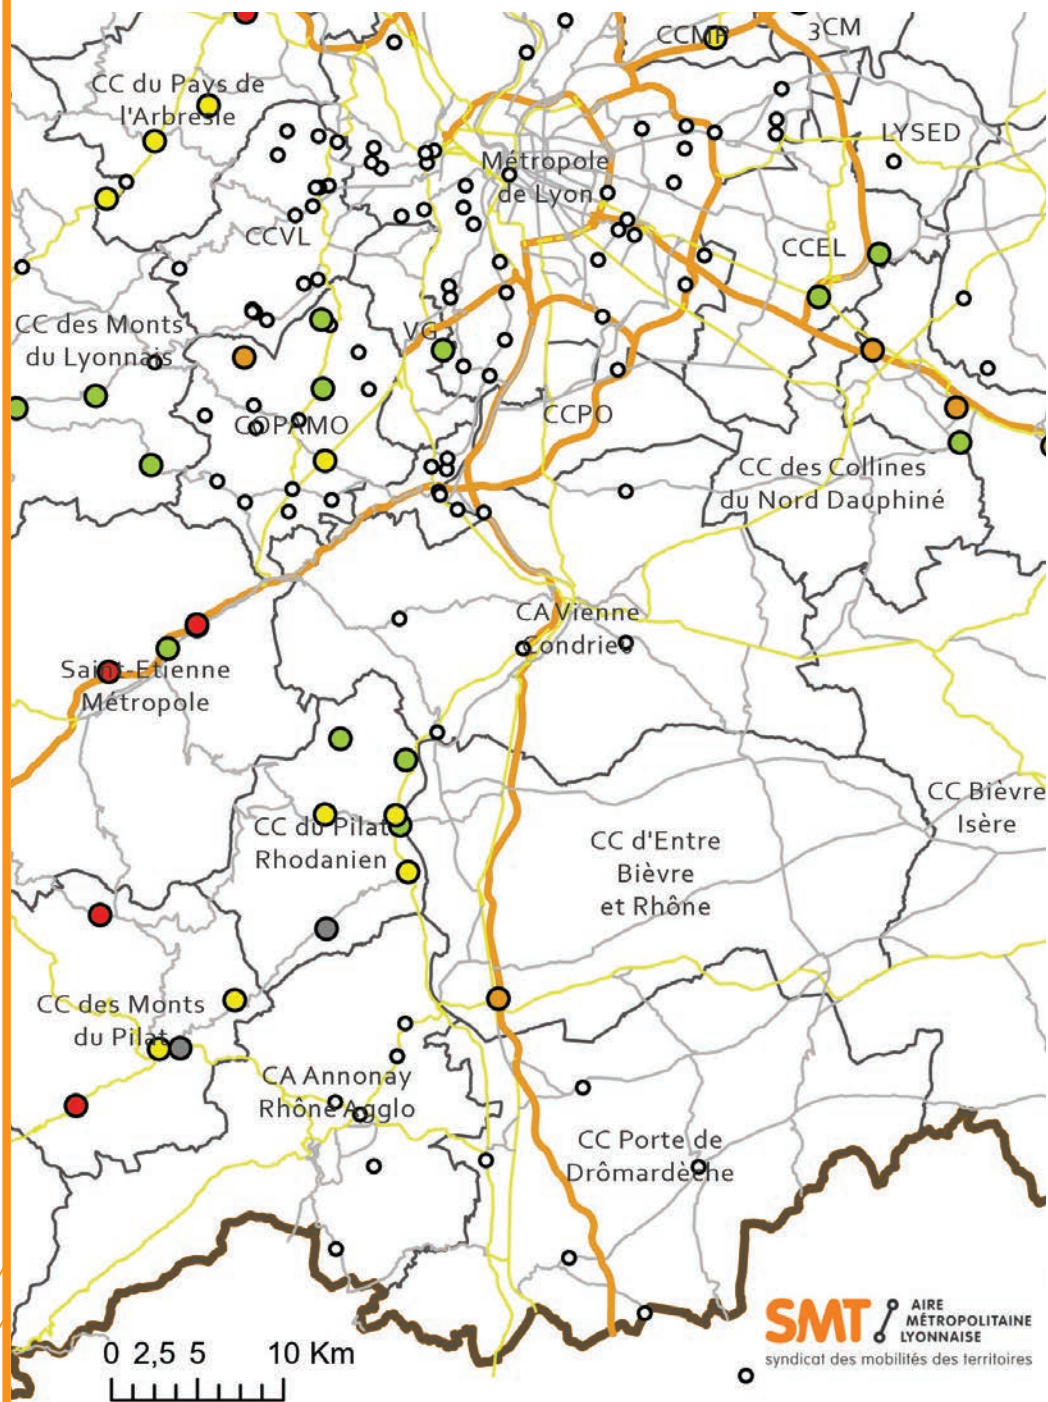 CCMP
3CM
CC du Pays de
l'Arbresle
LYSED
Métropole
de Lyon
CCVL
CCEL
CC des Monts
du Lyonnais
VG
COPAMO
CCPO
CC des Collines
du Nord Dauphiné
CA Vienne
Condrieu
Saint-Etienne
Métropole
CC du Pilat
Rhodanien
CC d'Entre
Bièvre
et Rhône
CC Bièvre
Isère
CC des Monts
du Pilat
CA Annonay
Rhône Agglo
CC Porte de
Drômardèche
SMT AIRE
MÉTROPOLITAINE
LYONNAISE
syndicat des mobilités des territoires
0 2,5 5 10 Km